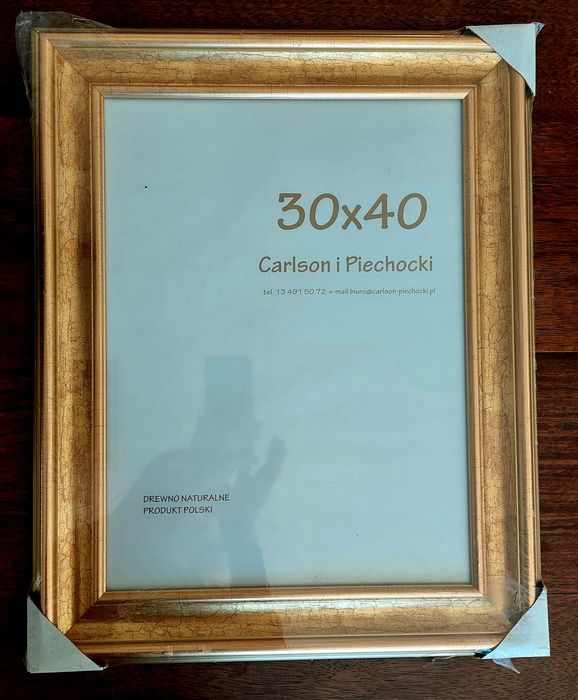 30x40
Carlson i Piechocki
tel. 13 491 50 72 e-mail:biuro@carlson-piechocki.pl
DREWNO NATURALNE
PRODUKT POLSKI